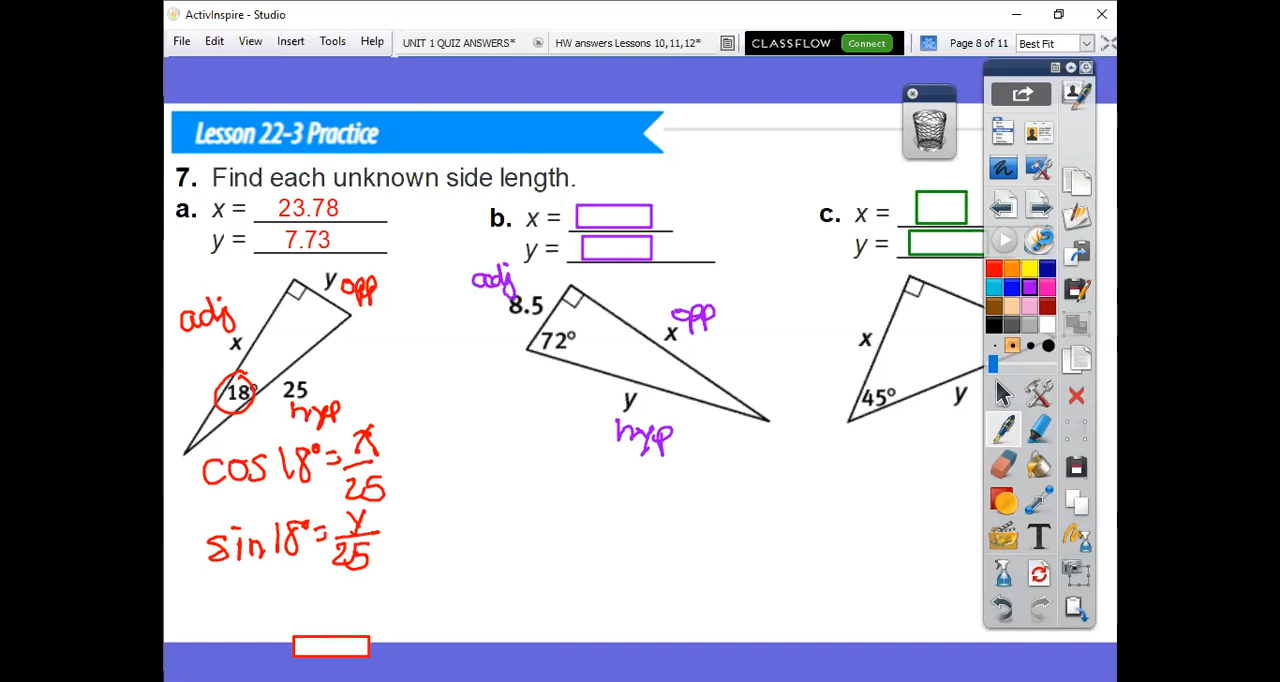 ActivInspire - Studio
File Edit View Insert Tools Help
UNIT 1 QUIZ ANSWERS*
HW answers Lessons 10,11,12*
CLASSFLOW Connect
Page 8 of 11
Best Fit
Lesson 22-3 Practice
7. Find each unknown side length.
a. x = 23.78
y = 7.73
y opp
adj
x
18°
25
hyp
cos 18° = x/25
sin 18° = y/25
b. x =
y =
adj
8.5
72°
x opp
y
hyp
c. x =
y =
x
45°
y
T